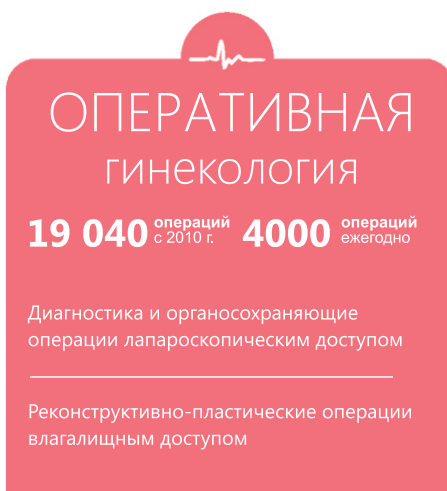 ОПЕРАТИВНАЯ
гинекология
19 040 операций с 2010 г. 4000 операций ежегодно
Диагностика и органосохраняющие
операции лапароскопическим доступом
Реконструктивно-пластические операции
влагалищным доступом